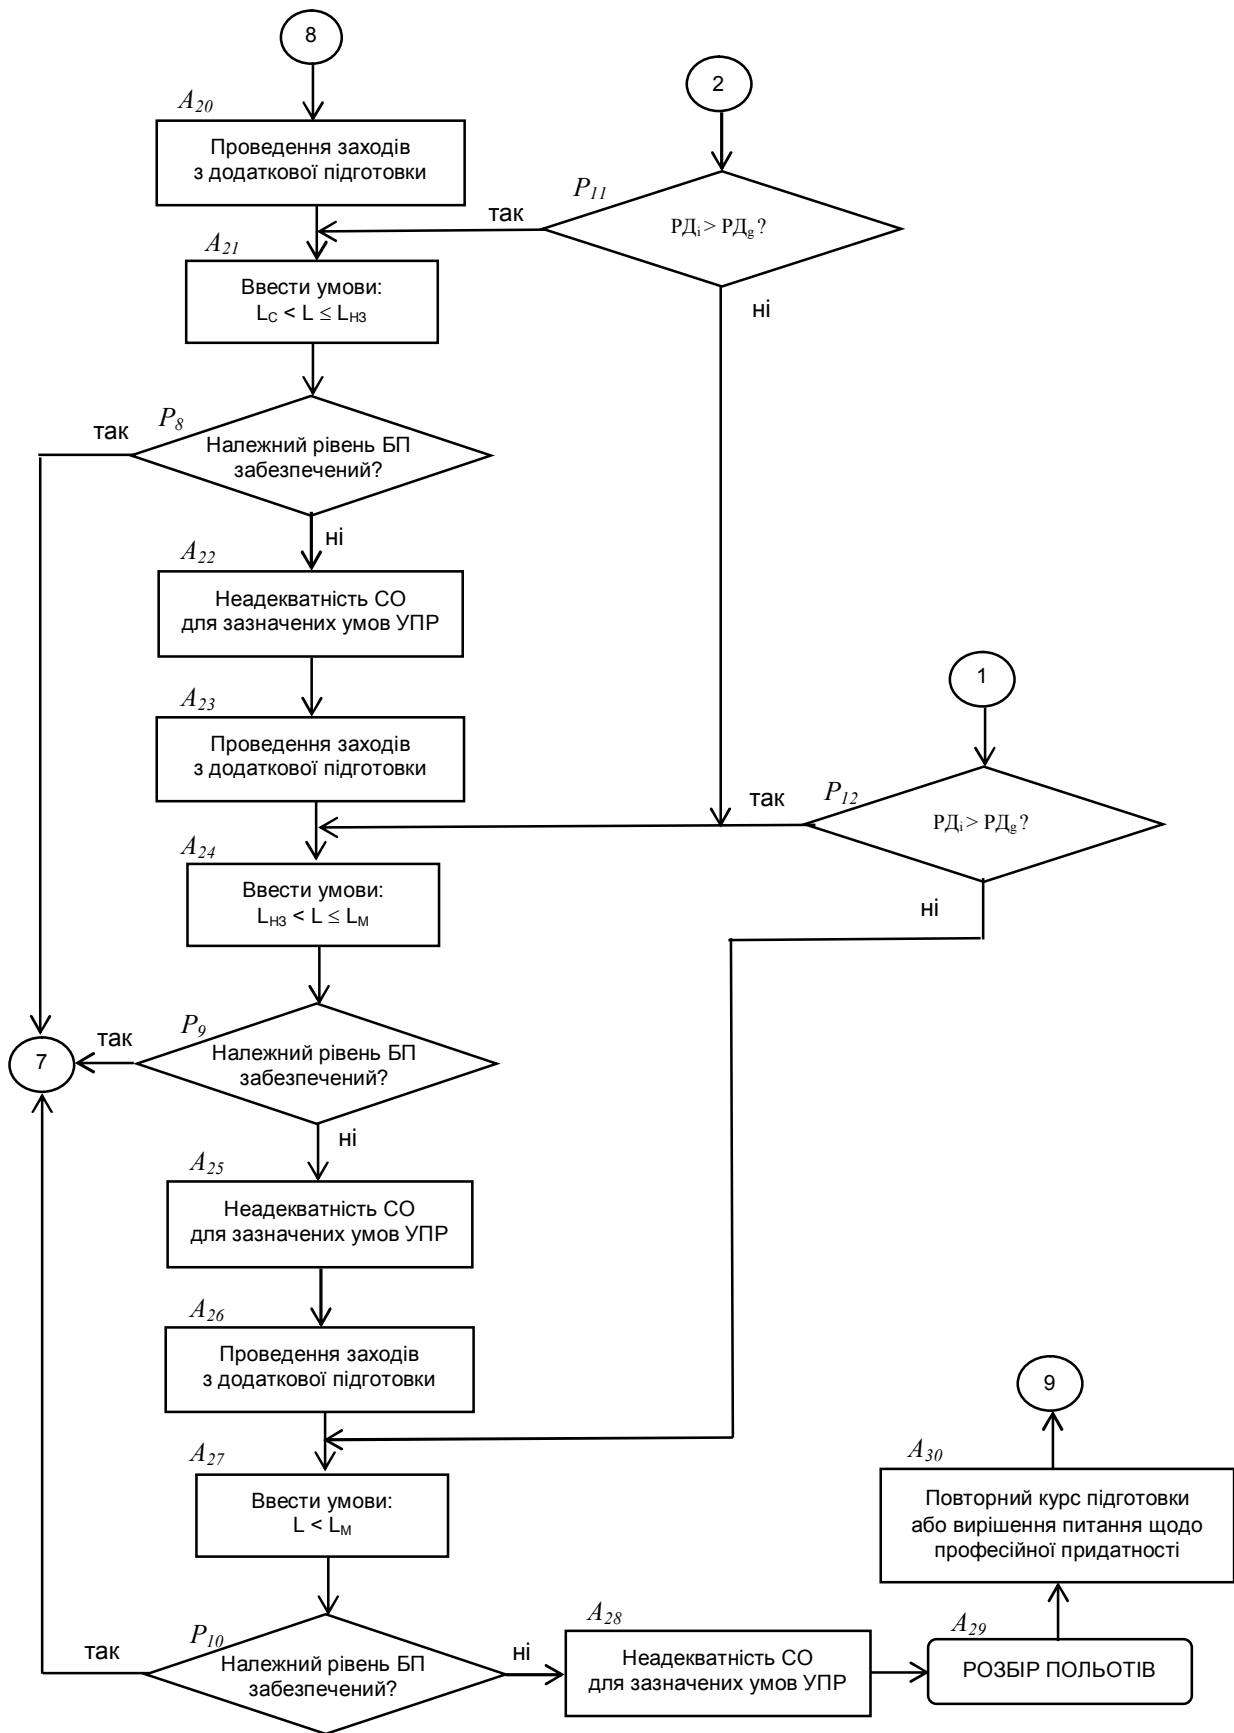 8
2
A20
Проведення заходів
з додаткової підготовки
P11
так
РДі > РДg ?
A21
ні
Ввести умови:
LС < L ≤ LНЗ
P8
так
Належний рівень БП
забезпечений?
ні
A22
Неадекватність СО
для зазначених умов УПР
1
A23
Проведення заходів
з додаткової підготовки
P12
так
РДі > РДg ?
A24
Ввести умови:
LНЗ < L ≤ LМ
ні
P9
так
7
Належний рівень БП
забезпечений?
ні
A25
Неадекватність СО
для зазначених умов УПР
A26
Проведення заходів
з додаткової підготовки
9
A27
A30
Ввести умови:
L < LМ
Повторний курс підготовки
або вирішення питання щодо
професійної придатності
A28
A29
P10
так
Належний рівень БП
забезпечений?
ні
Неадекватність СО
для зазначених умов УПР
РОЗБІР ПОЛЬОТІВ